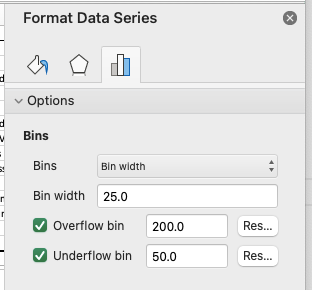 Format Data Series
Options
Bins
Bins Bin width
Bin width 25.0
Overflow bin 200.0 Res...
Underflow bin 50.0 Res...